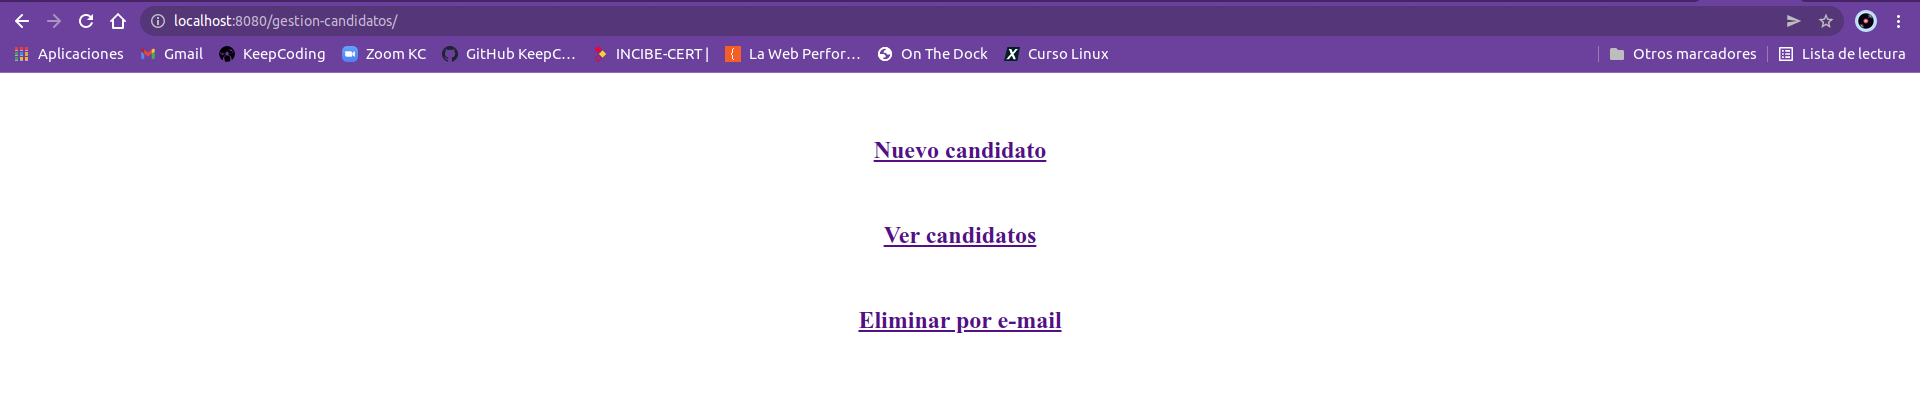 localhost:8080/gestion-candidatos/
Aplicaciones Gmail KeepCoding Zoom KC GitHub KeepC... INCIBE-CERT | La Web Perfor... On The Dock Curso Linux Otros marcadores Lista de lectura
Nuevo candidato
Ver candidatos
Eliminar por e-mail